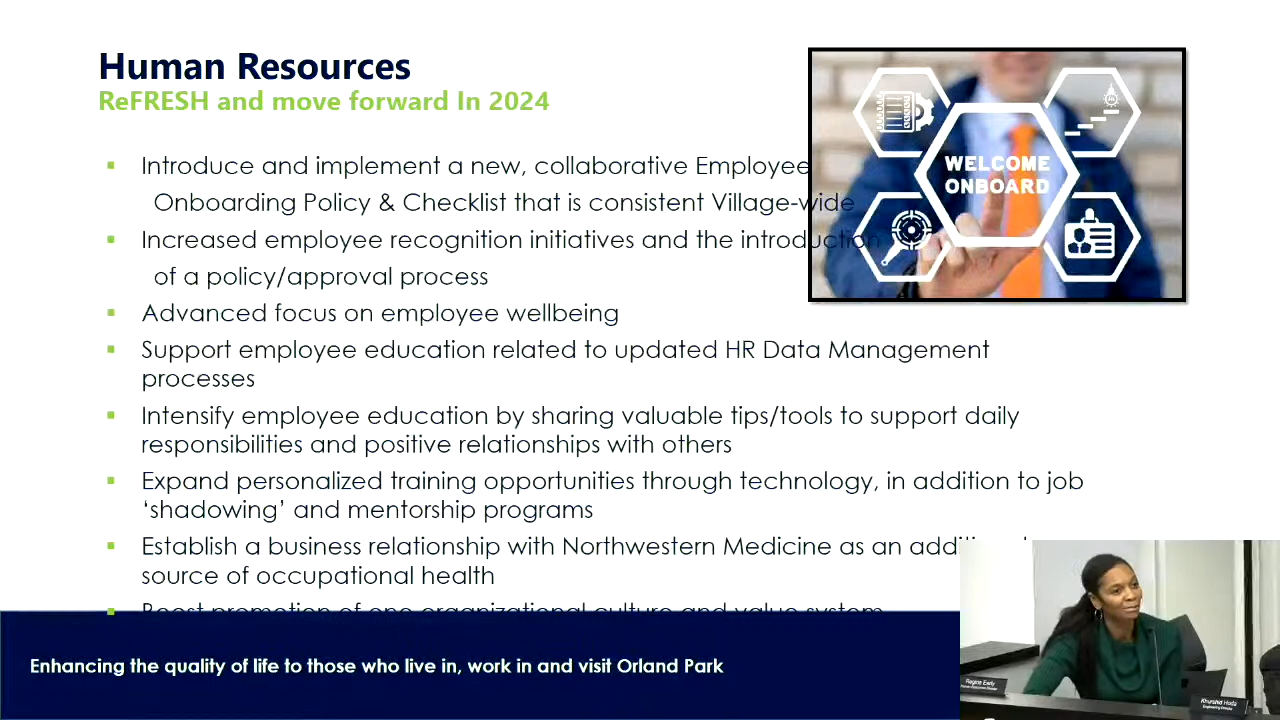 Human Resources
ReFRESH and move forward In 2024
Introduce and implement a new, collaborative Employee
Onboarding Policy & Checklist that is consistent Village-wide
Increased employee recognition initiatives and the introduction
of a policy/approval process
Advanced focus on employee wellbeing
Support employee education related to updated HR Data Management
processes
Intensify employee education by sharing valuable tips/tools to support daily
responsibilities and positive relationships with others
Expand personalized training opportunities through technology, in addition to job
‘shadowing’ and mentorship programs
Establish a business relationship with Northwestern Medicine as an
source of occupational health
Boost promotion of one organizational culture and value system
WELCOME
ONBOARD
Enhancing the quality of life to those who live in, work in and visit Orland Park
Regina Earley
Khurshid Hoda